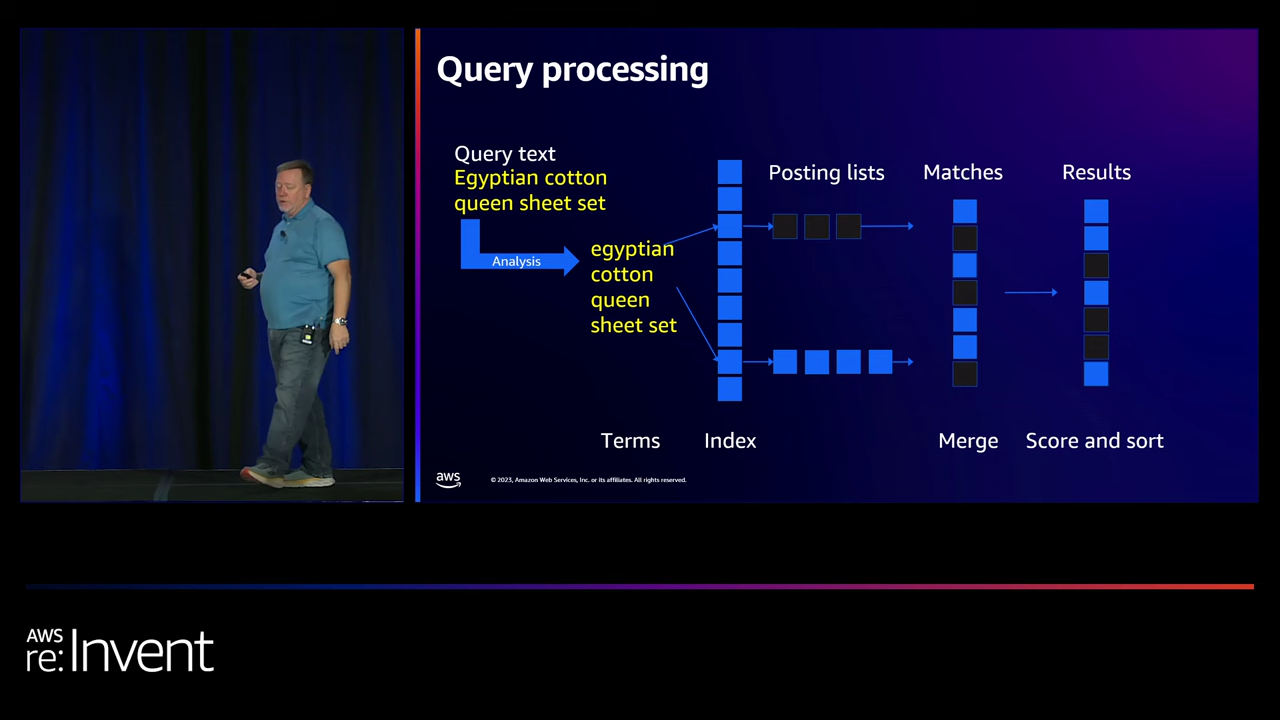 Query processing
Query text
Egyptian cotton
queen sheet set
Analysis
egyptian
cotton
queen
sheet set
Posting lists
Matches
Results
Terms
Index
Merge
Score and sort
aws
© 2023, Amazon Web Services, Inc. or its affiliates. All rights reserved.
AWS
re:Invent